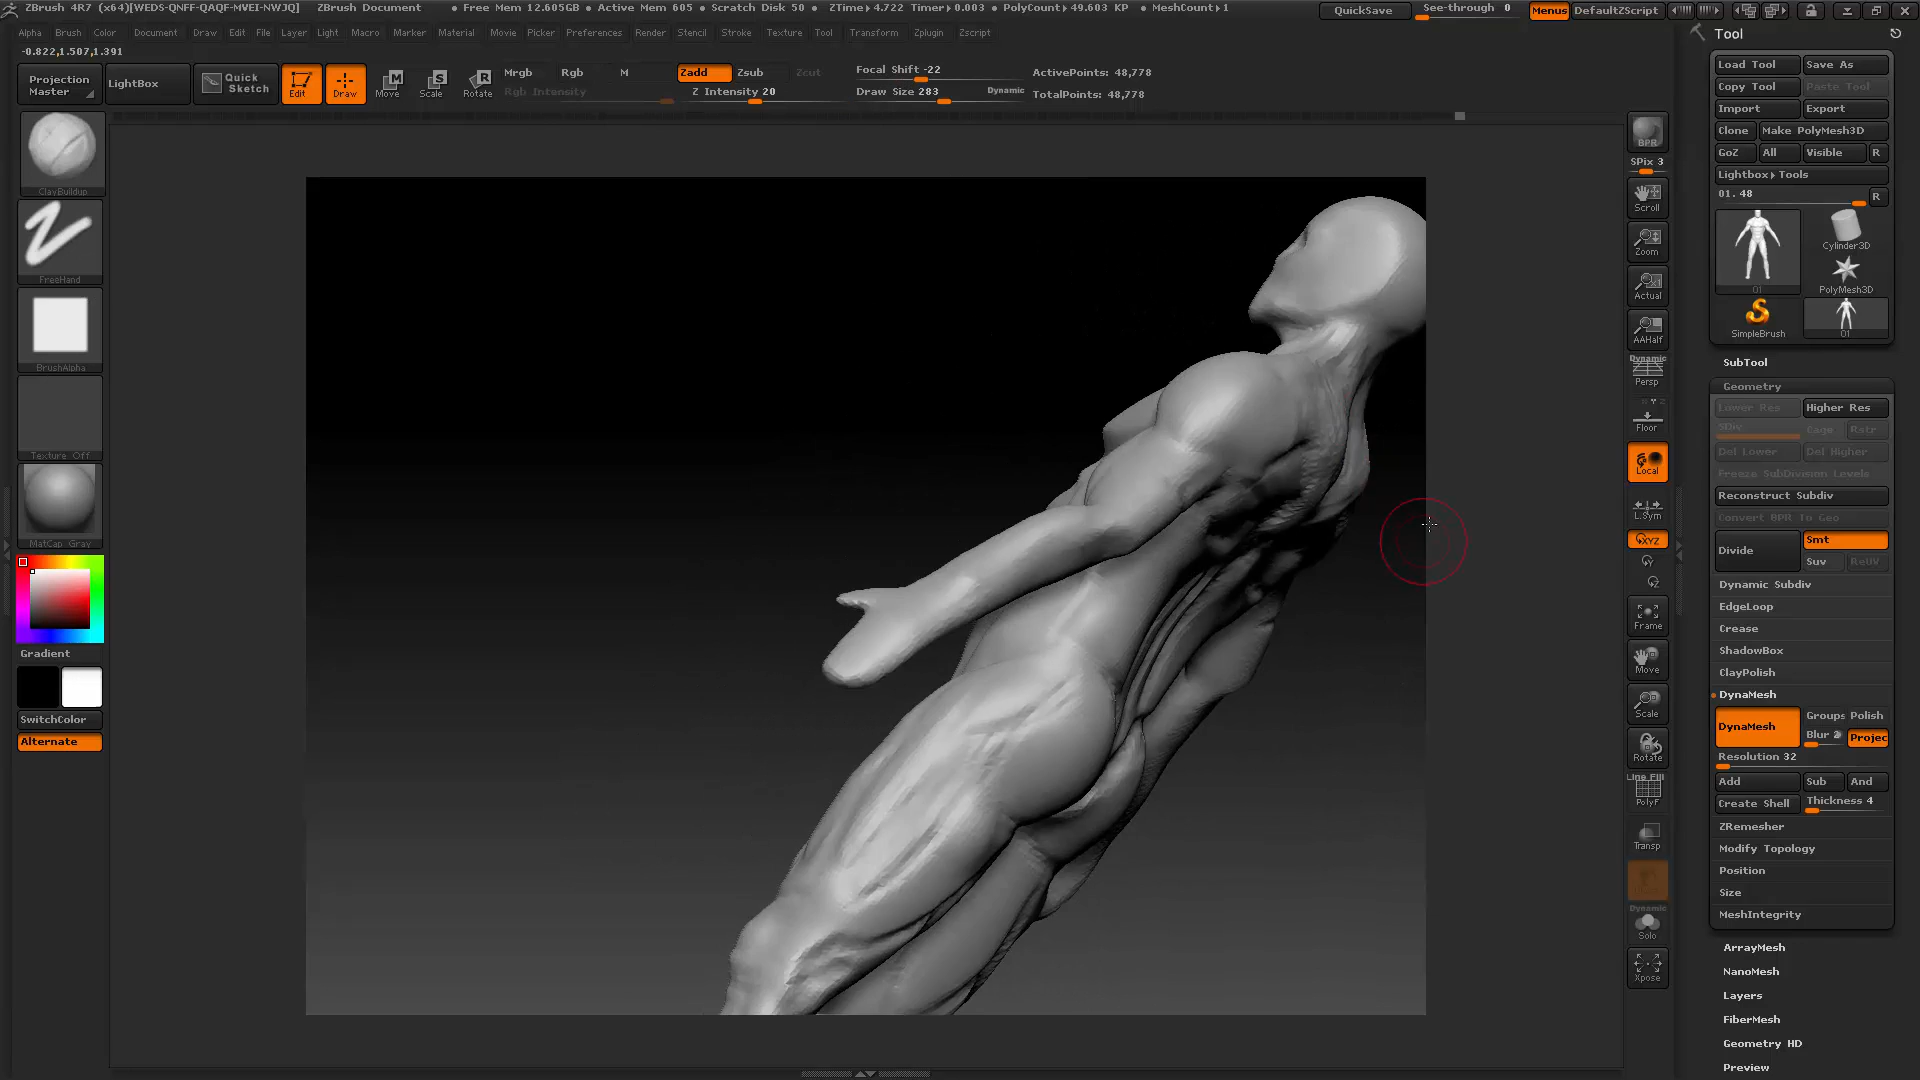 ZBrush 4R7 (x64)[WEDS-QNFF-QAQF-MVEI-NWJQ] ZBrush Document • Free Mem 12.605GB • Active Mem 605 • Scratch Disk 50 • ZTime▸4.722 Timer▸0.003 • PolyCount▸49.603 KP • MeshCount▸1 QuickSave See-through 0 Menus DefaultZScript
Alpha Brush Color Document Draw Edit File Layer Light Macro Marker Material Movie Picker Preferences Render Stencil Stroke Texture Tool Transform Zplugin Zscript
-0.822,1.507,1.391
Projection Master
LightBox
Quick Sketch
Edit
Draw
Move
Scale
Rotate
Mrgb Rgb M
Rgb Intensity
Zadd Zsub Zcut
Z Intensity 20
Focal Shift -22
Draw Size 283 Dynamic
ActivePoints: 48,778
TotalPoints: 48,778
ClayBuildup
FreeHand
BrushAlpha
Texture Off
MatCap Gray
Gradient
SwitchColor
Alternate
BPR
SPix 3
Scroll
Zoom
Actual
AAHalf
Dynamic
Persp
Floor
Local
L.Sym
XYZ
Frame
Move
Scale
Rotate
Line Fill
PolyF
Transp
Dynamic
Solo
Xpose
Tool
Load Tool Save As
Copy Tool Paste Tool
Import Export
Clone Make PolyMesh3D
GoZ All Visible R
Lightbox▸Tools
01. 48 R
01
Cylinder3D
PolyMesh3D
SimpleBrush
01
SubTool
Geometry
Lower Res Higher Res
SDiv Cage Rstr
Del Lower Del Higher
Freeze SubDivision Levels
Reconstruct Subdiv
Convert BPR To Geo
Divide
Smt
Suv ReUV
Dynamic Subdiv
EdgeLoop
Crease
ShadowBox
ClayPolish
DynaMesh
DynaMesh
Groups Polish
Blur 2 Projec
Resolution 32
Add Sub And
Create Shell Thickness 4
ZRemesher
Modify Topology
Position
Size
MeshIntegrity
ArrayMesh
NanoMesh
Layers
FiberMesh
Geometry HD
Preview